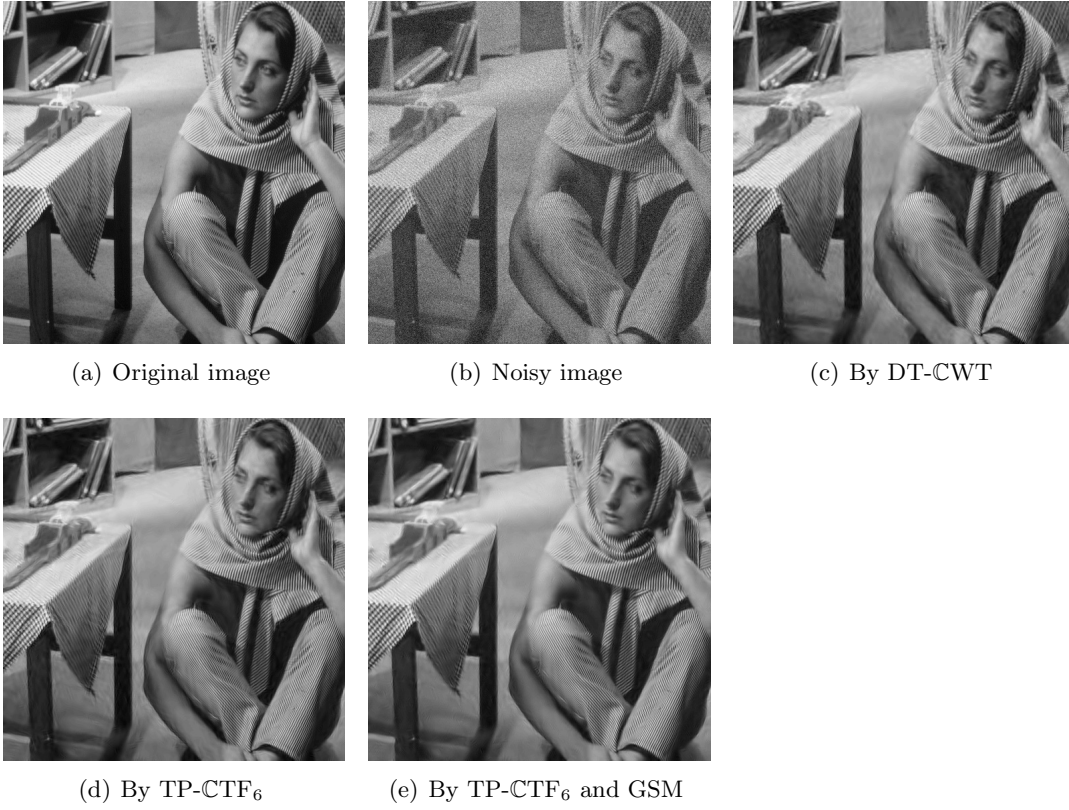 (a) Original image
(b) Noisy image
(c) By DT-ℂWT
(d) By TP-ℂTF₆
(e) By TP-ℂTF₆ and GSM